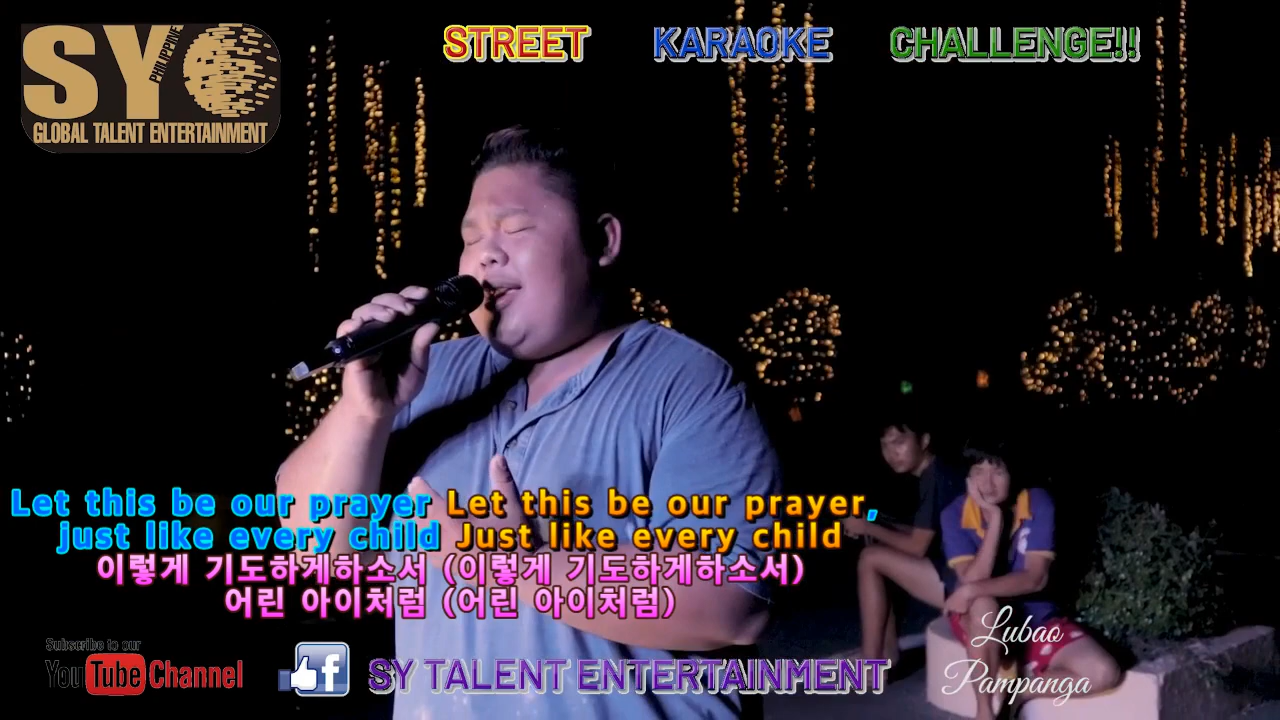 SY PHILIPPINE
GLOBAL TALENT ENTERTAINMENT
STREET KARAOKE CHALLENGE!!
Let this be our prayer Let this be our prayer,
just like every child Just like every child
이렇게 기도하게하소서 (이렇게 기도하게하소서)
어린 아이처럼 (어린 아이처럼)
Subscribe to our
YouTube Channel
f SY TALENT ENTERTAINMENT
Lubao
Pampanga